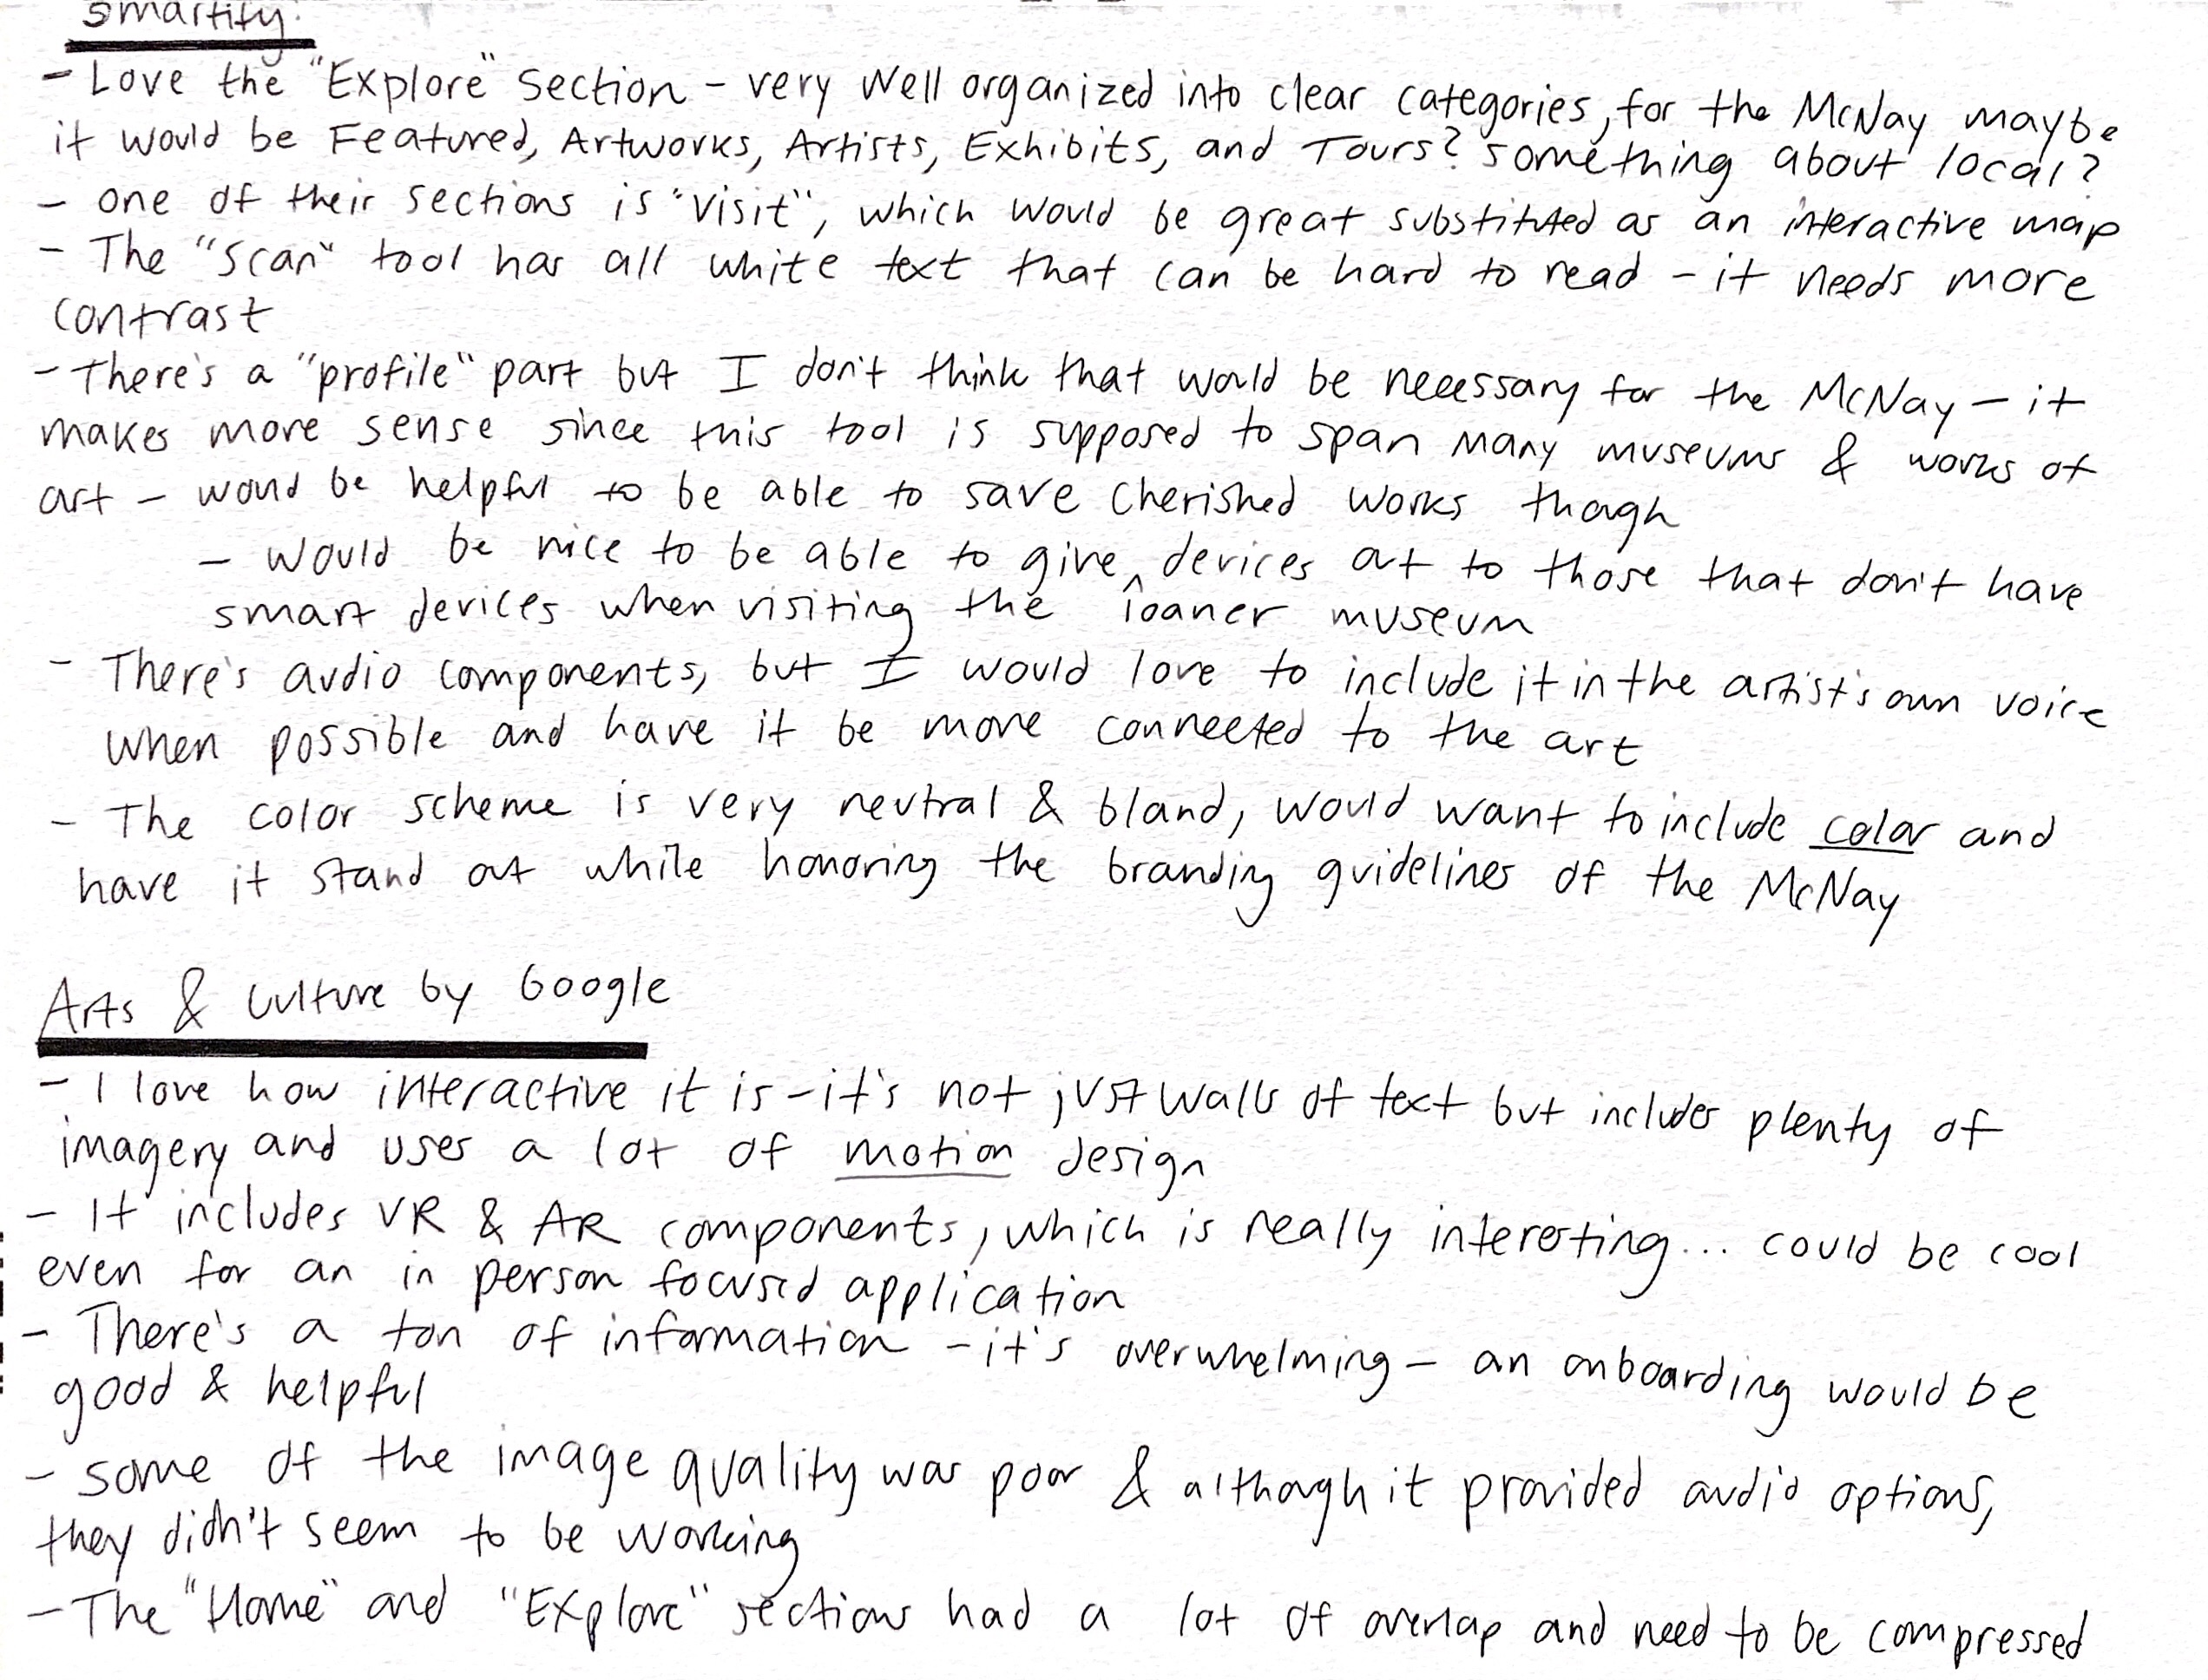 Smartify:
- Love the "Explore" section - very well organized into clear categories, for the McNay maybe
it would be Featured, Artworks, Artists, Exhibits, and Tours? something about local?
- one of their sections is "visit", which would be great substituted as an interactive map
- The "scan" tool has all white text that can be hard to read - it needs more
contrast
- There's a "profile" part but I don't think that would be necessary for the McNay - it
makes more sense since this tool is supposed to span many museums & works of
art - would be helpful to be able to save cherished works though
- would be nice to be able to give ^ devices out to those that don't have
smart devices when visiting the loaner museum
- There's audio components, but I would love to include it in the artist's own voice
when possible and have it be more connected to the art
- The color scheme is very neutral & bland, would want to include color and
have it stand out while honoring the branding guidelines of the McNay
Arts & Culture by Google
- I love how interactive it is - it's not just walls of text but includes plenty of
imagery and uses a lot of motion design
- It includes VR & AR components, which is really interesting... could be cool
even for an in person focused application
- There's a ton of information - it's overwhelming - an onboarding would be
good & helpful
- some of the image quality was poor & although it provided audio options,
they didn't seem to be working
- The "Home" and "Explore" sections had a lot of overlap and need to be compressed